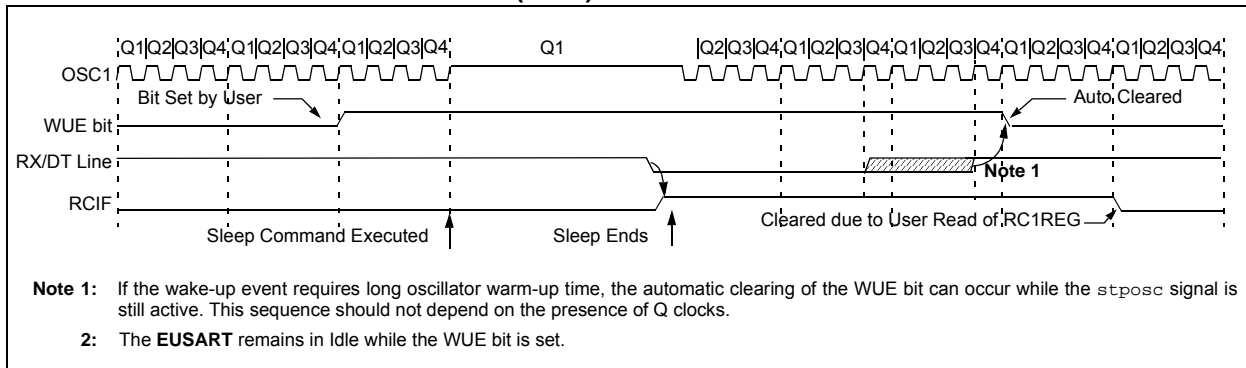 Q1|Q2|Q3|Q4 Q1|Q2|Q3|Q4 Q1|Q2|Q3|Q4 Q1 |Q2|Q3|Q4 Q1|Q2|Q3|Q4 Q1|Q2|Q3|Q4 Q1|Q2|Q3|Q4 Q1|Q2|Q3|Q4
OSC1
Bit Set by User Auto Cleared
WUE bit
RX/DT Line
Note 1
RCIF
Cleared due to User Read of RC1REG
Sleep Command Executed Sleep Ends
Note 1: If the wake-up event requires long oscillator warm-up time, the automatic clearing of the WUE bit can occur while the stposc signal is
still active. This sequence should not depend on the presence of Q clocks.
2: The EUSART remains in Idle while the WUE bit is set.